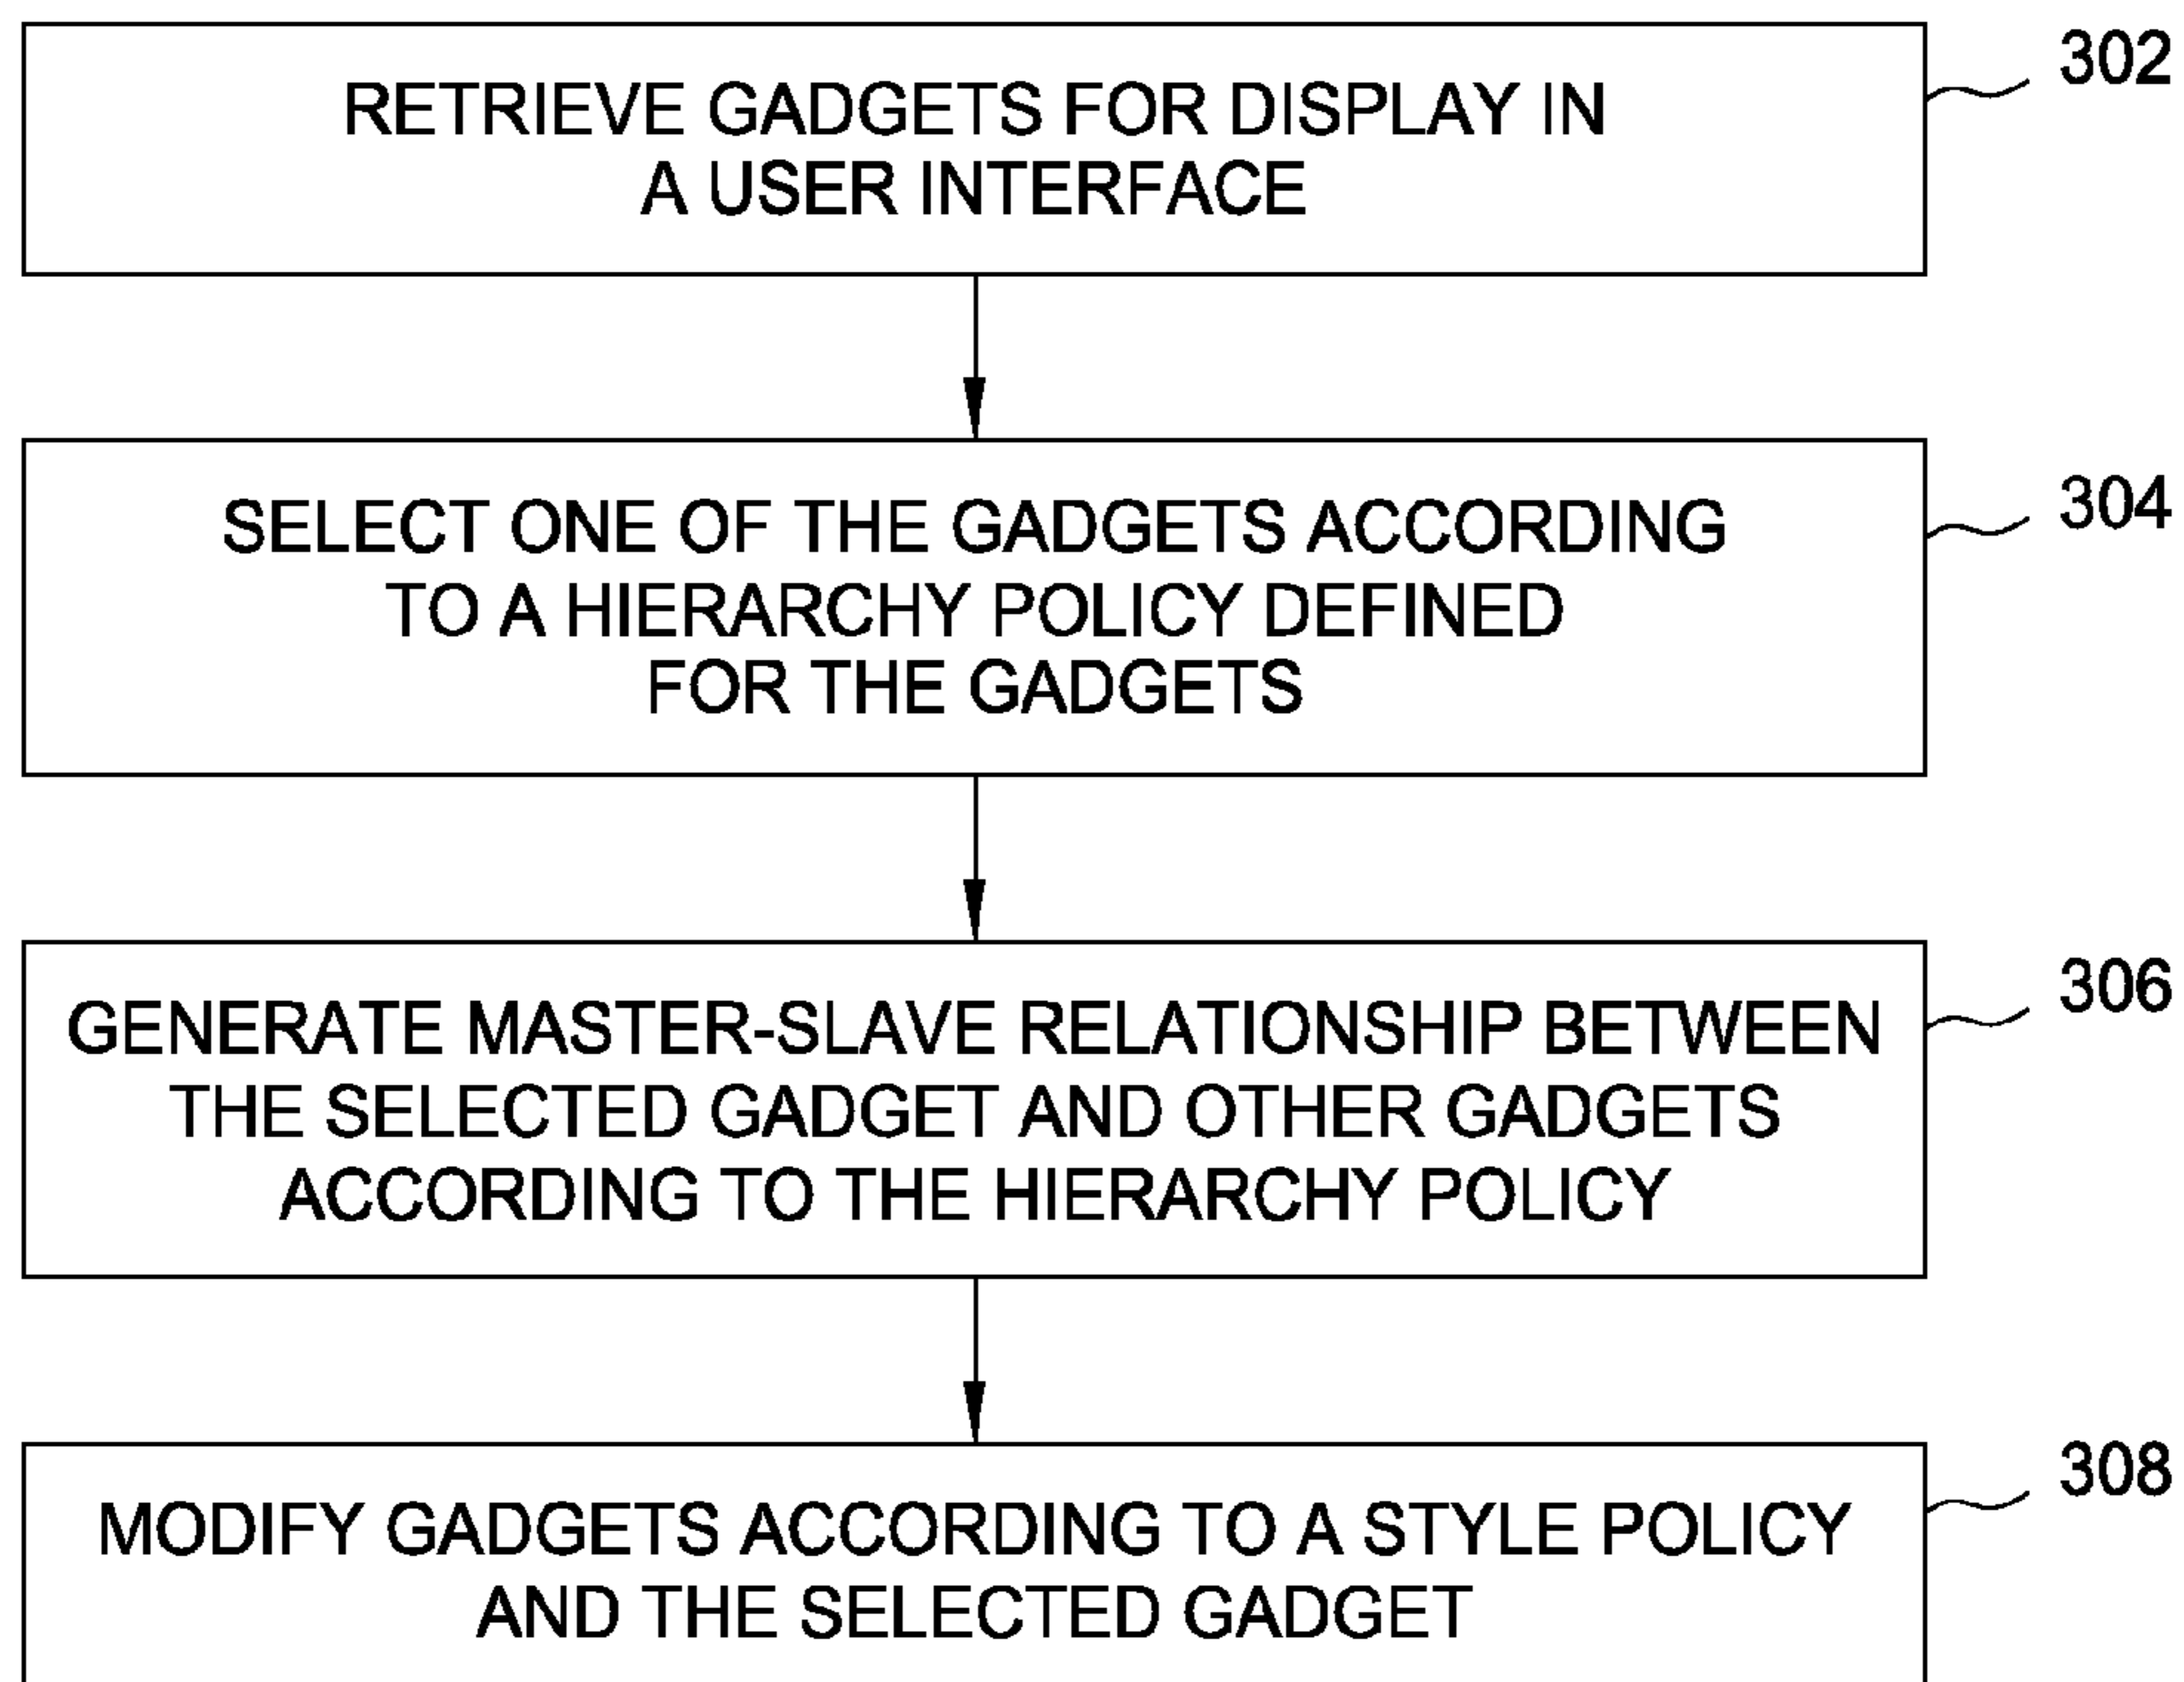 302
RETRIEVE GADGETS FOR DISPLAY IN
A USER INTERFACE
304
SELECT ONE OF THE GADGETS ACCORDING
TO A HIERARCHY POLICY DEFINED
FOR THE GADGETS
306
GENERATE MASTER-SLAVE RELATIONSHIP BETWEEN
THE SELECTED GADGET AND OTHER GADGETS
ACCORDING TO THE HIERARCHY POLICY
308
MODIFY GADGETS ACCORDING TO A STYLE POLICY
AND THE SELECTED GADGET